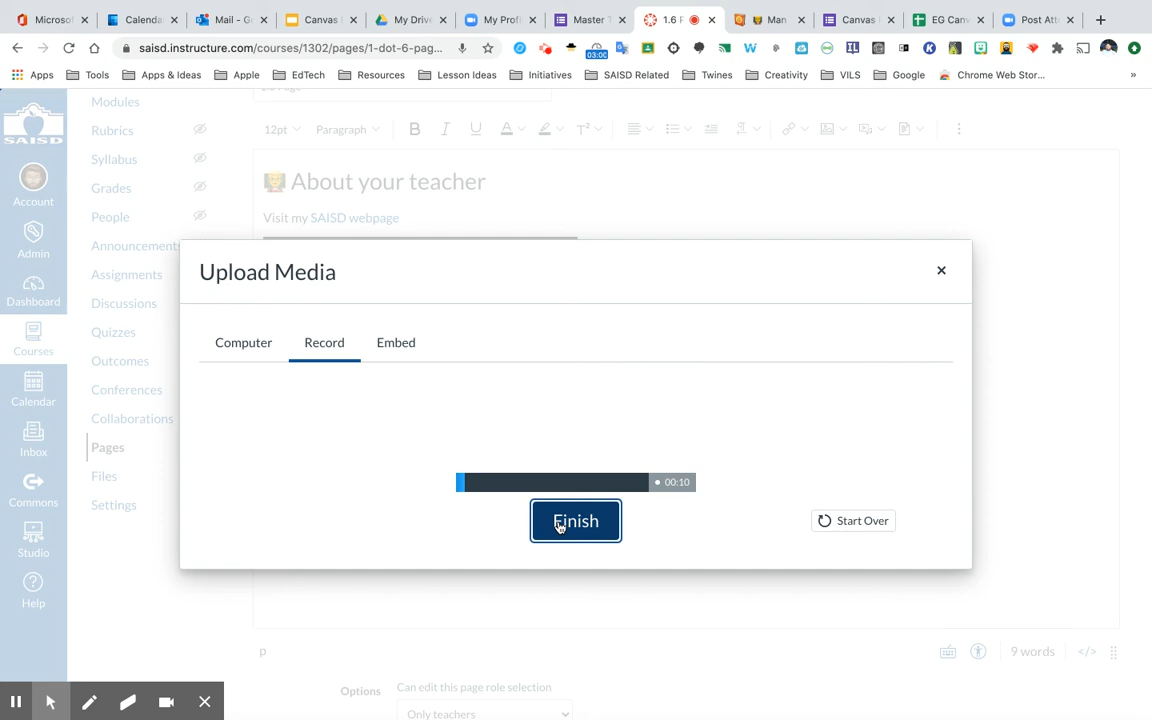 Microso
Calenda
Mail - G
Canvas
My Drive
My Profi
Master T
1.6 P
Man
Canvas
EG Canv
Post Att
saisd.instructure.com/courses/1302/pages/1-dot-6-pag...
03:00
Apps
Tools
Apps & Ideas
Apple
EdTech
Resources
Lesson Ideas
Initiatives
SAISD Related
Twines
Creativity
VILS
Google
Chrome Web Stor...
»
SAISD
Account
Admin
Dashboard
Courses
Calendar
Inbox
Commons
Studio
Help
Modules
Rubrics
Syllabus
Grades
People
Announcements
Assignments
Discussions
Quizzes
Outcomes
Conferences
Collaborations
Pages
Files
Settings
12pt
Paragraph
B I U A T²
About your teacher
Visit my SAISD webpage
Upload Media
Computer
Record
Embed
00:10
Finish
Start Over
p
9 words
</>
Options
Can edit this page role selection
Only teachers